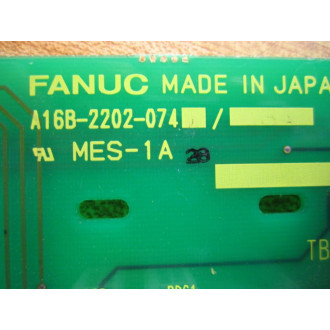 FANUC MADE IN JAPA
A16B-2202-074 /
MES-1A 2B
TB